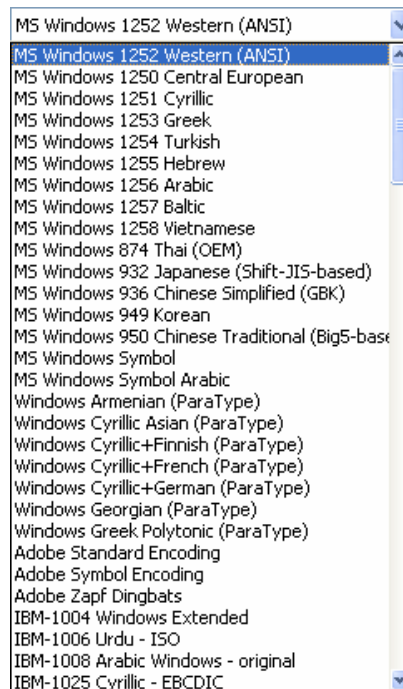 MS Windows 1252 Western (ANSI)
MS Windows 1252 Western (ANSI)
MS Windows 1250 Central European
MS Windows 1251 Cyrillic
MS Windows 1253 Greek
MS Windows 1254 Turkish
MS Windows 1255 Hebrew
MS Windows 1256 Arabic
MS Windows 1257 Baltic
MS Windows 1258 Vietnamese
MS Windows 874 Thai (OEM)
MS Windows 932 Japanese (Shift-JIS-based)
MS Windows 936 Chinese Simplified (GBK)
MS Windows 949 Korean
MS Windows 950 Chinese Traditional (Big5-base
MS Windows Symbol
MS Windows Symbol Arabic
Windows Armenian (ParaType)
Windows Cyrillic Asian (ParaType)
Windows Cyrillic+Finnish (ParaType)
Windows Cyrillic+French (ParaType)
Windows Cyrillic+German (ParaType)
Windows Georgian (ParaType)
Windows Greek Polytonic (ParaType)
Adobe Standard Encoding
Adobe Symbol Encoding
Adobe Zapf Dingbats
IBM-1004 Windows Extended
IBM-1006 Urdu - ISO
IBM-1008 Arabic Windows - original
IBM-1025 Cyrillic - EBCDIC